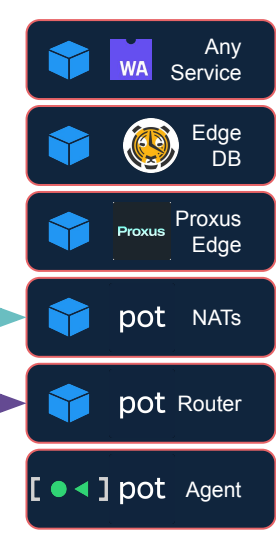 WA Any
Service
Edge
DB
Proxus Proxus
Edge
pot NATs
pot Router
[ ● ◄ ] pot Agent